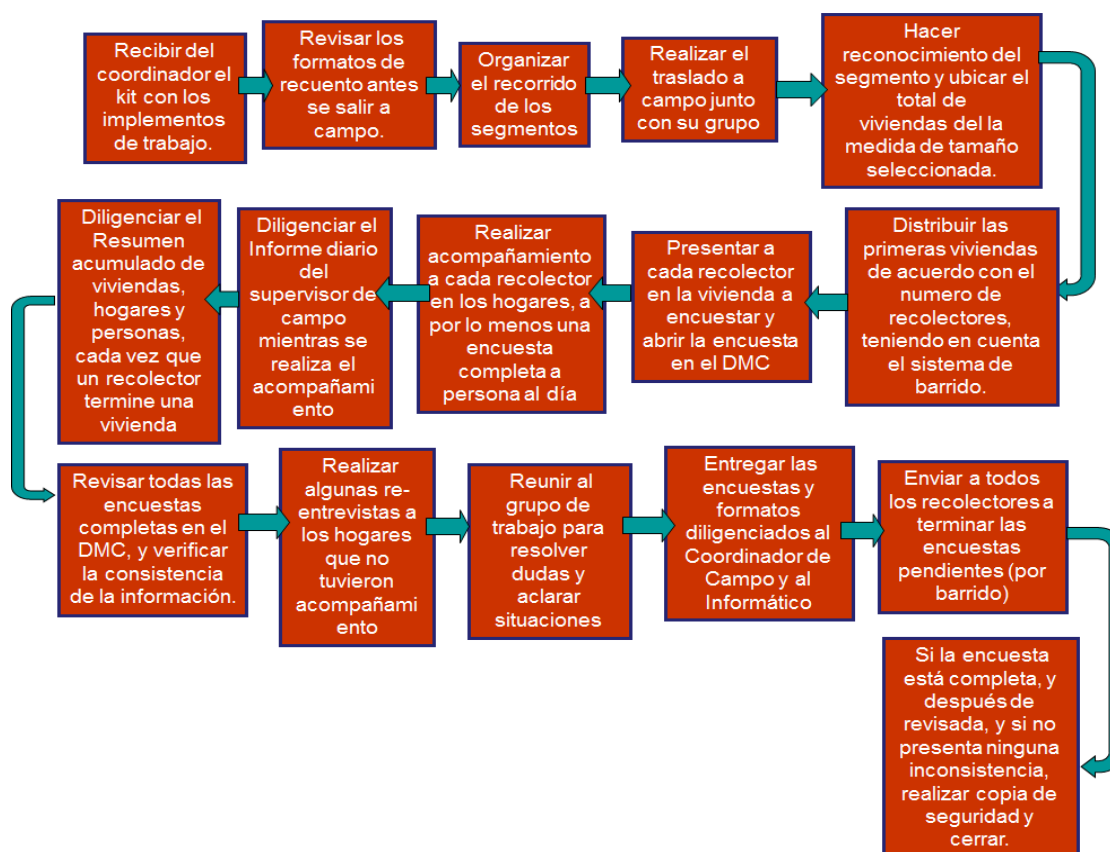 Recibir del
coordinador el
kit con los
implementos
de trabajo.
Revisar los
formatos de
recuento antes
se salir a
campo.
Organizar
el recorrido
de los
segmentos
Realizar el
traslado a
campo junto
con su grupo
Hacer
reconocimiento del
segmento y ubicar el
total de
viviendas del la
medida de tamaño
seleccionada.
Distribuir las
primeras viviendas
de acuerdo con el
numero de
recolectores,
teniendo en cuenta
el sistema de
barrido.
Presentar a
cada recolector
en la vivienda a
encuestar y
abrir la encuesta
en el DMC
Realizar
acompañamiento
a cada recolector
en los hogares, a
por lo menos una
encuesta
completa a
persona al día
Diligenciar el
Informe diario
del
supervisor de
campo mientras
se realiza el
acompañami
ento
Diligenciar el
Resumen
acumulado de
viviendas,
hogares y
personas,
cada vez que
un recolector
termine una
vivienda
Revisar todas las
encuestas
completas en el
DMC, y verificar
la consistencia
de la información.
Realizar
algunas re-
entrevistas a
los hogares
que no
tuvieron
acompañami
ento
Reunir al
grupo de
trabajo para
resolver
dudas y
aclarar
situaciones
Entregar las
encuestas y
formatos
diligenciados al
Coordinador de
Campo y al
Informático
Enviar a todos
los recolectores a
terminar las
encuestas
pendientes (por
barrido)
Si la encuesta
está completa, y
después de
revisada, y si no
presenta ninguna
inconsistencia,
realizar copia de
seguridad y
cerrar.